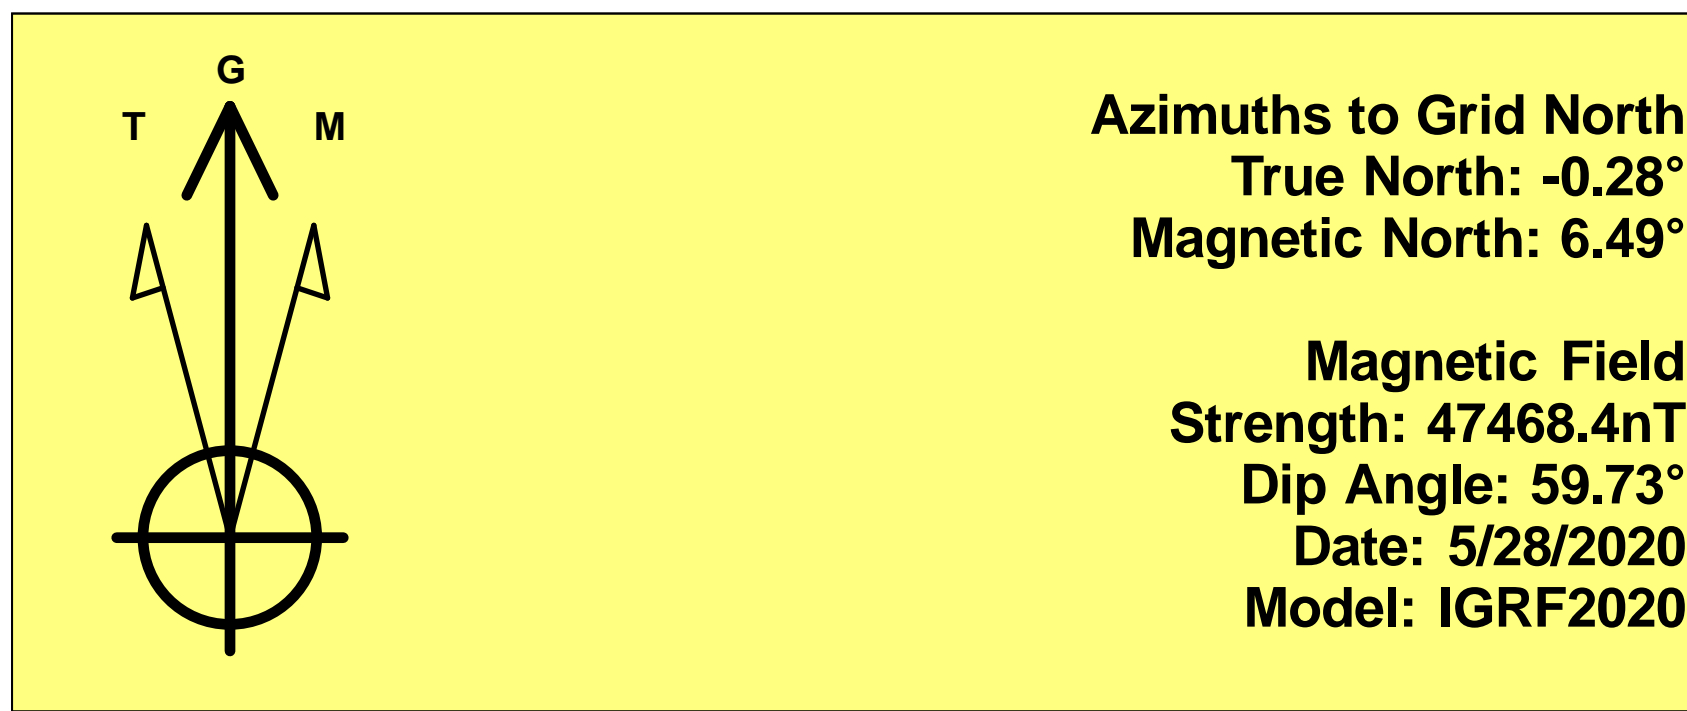 G
T M
Azimuths to Grid North
True North: -0.28°
Magnetic North: 6.49°
Magnetic Field
Strength: 47468.4nT
Dip Angle: 59.73°
Date: 5/28/2020
Model: IGRF2020